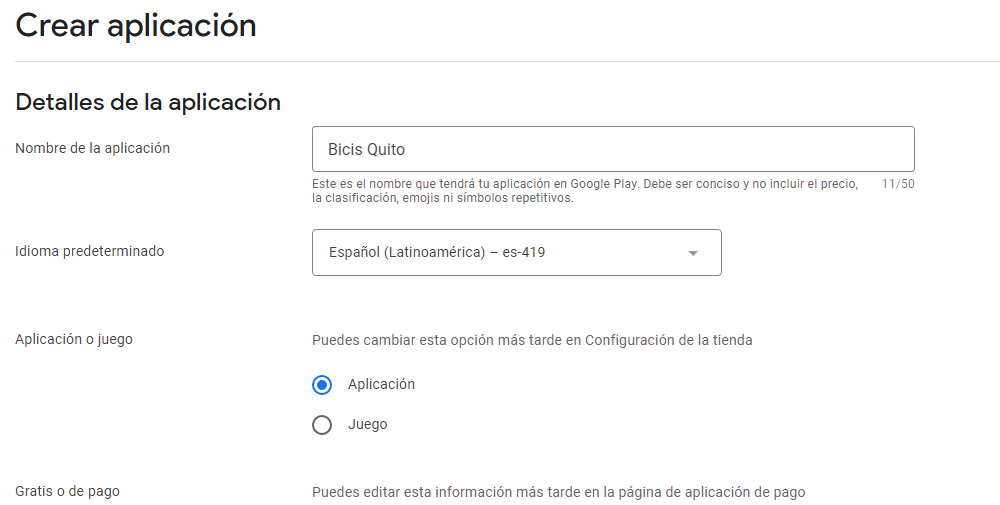 Crear aplicación
Detalles de la aplicación
Nombre de la aplicación
Bicis Quito
Este es el nombre que tendrá tu aplicación en Google Play. Debe ser conciso y no incluir el precio, 11/50
la clasificación, emojis ni símbolos repetitivos.
Idioma predeterminado
Español (Latinoamérica) – es-419
Aplicación o juego
Puedes cambiar esta opción más tarde en Configuración de la tienda
Aplicación
Juego
Gratis o de pago
Puedes editar esta información más tarde en la página de aplicación de pago